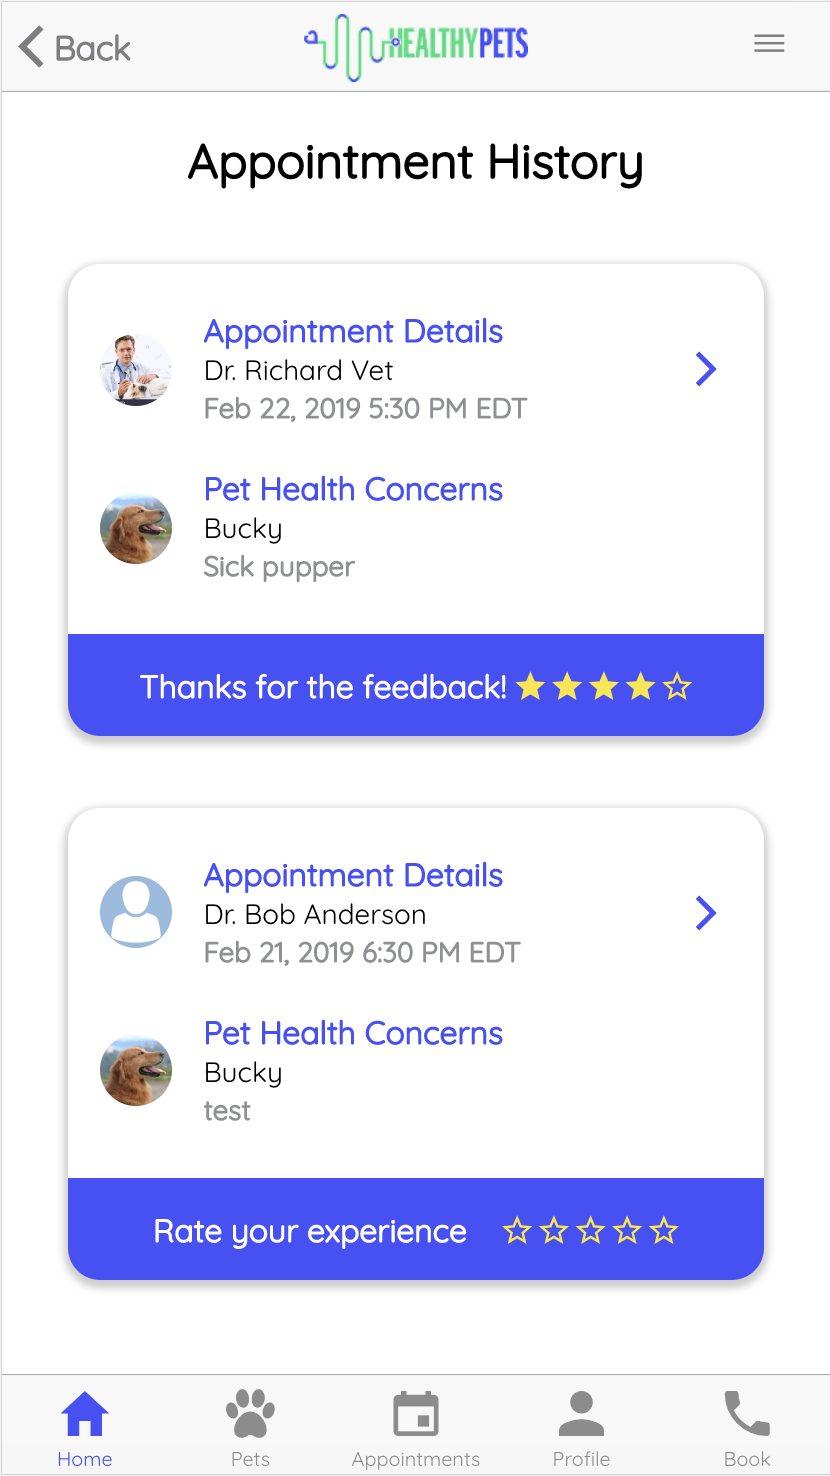 Back
HEALTHYPETS
Appointment History
Appointment Details
Dr. Richard Vet
Feb 22, 2019 5:30 PM EDT
Pet Health Concerns
Bucky
Sick pupper
Thanks for the feedback!
Appointment Details
Dr. Bob Anderson
Feb 21, 2019 6:30 PM EDT
Pet Health Concerns
Bucky
test
Rate your experience
Home Pets Appointments Profile Book